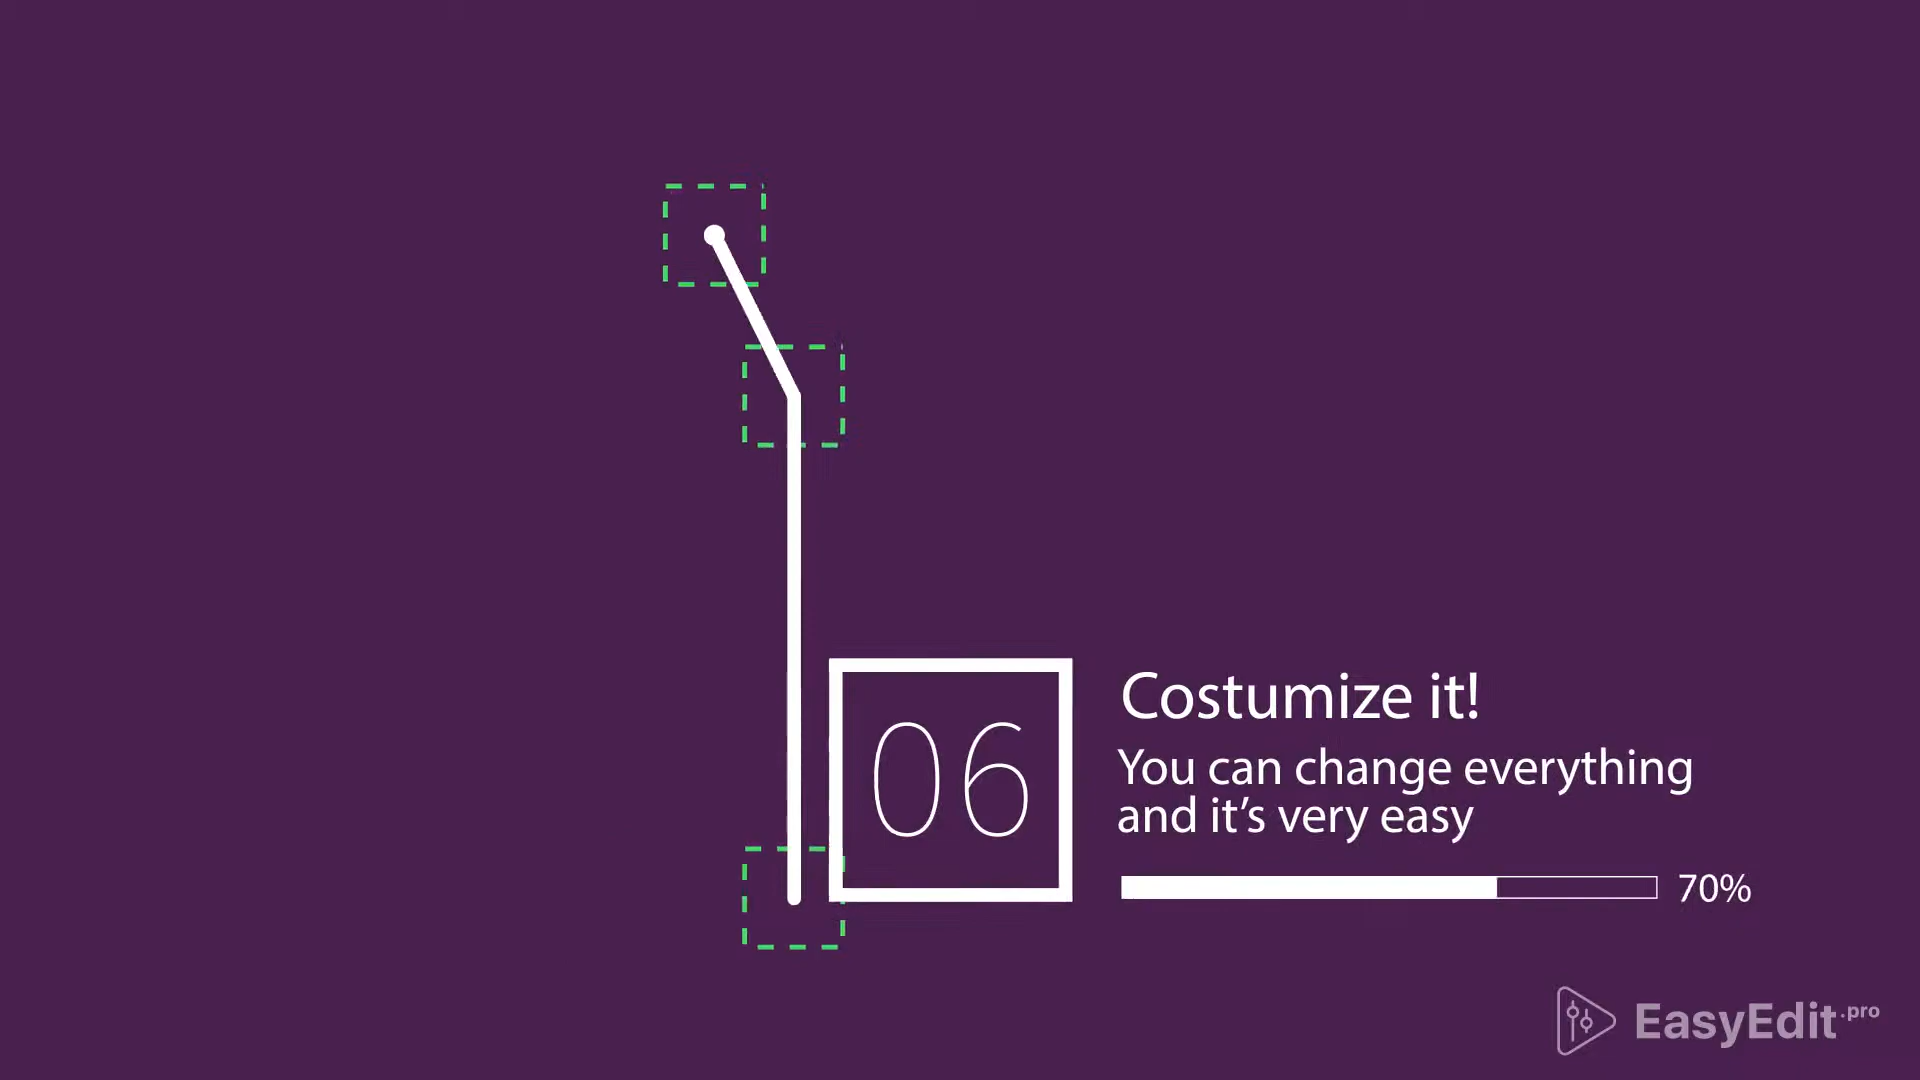 06
Costumize it!
You can change everything
and it’s very easy
70%
EasyEdit.pro